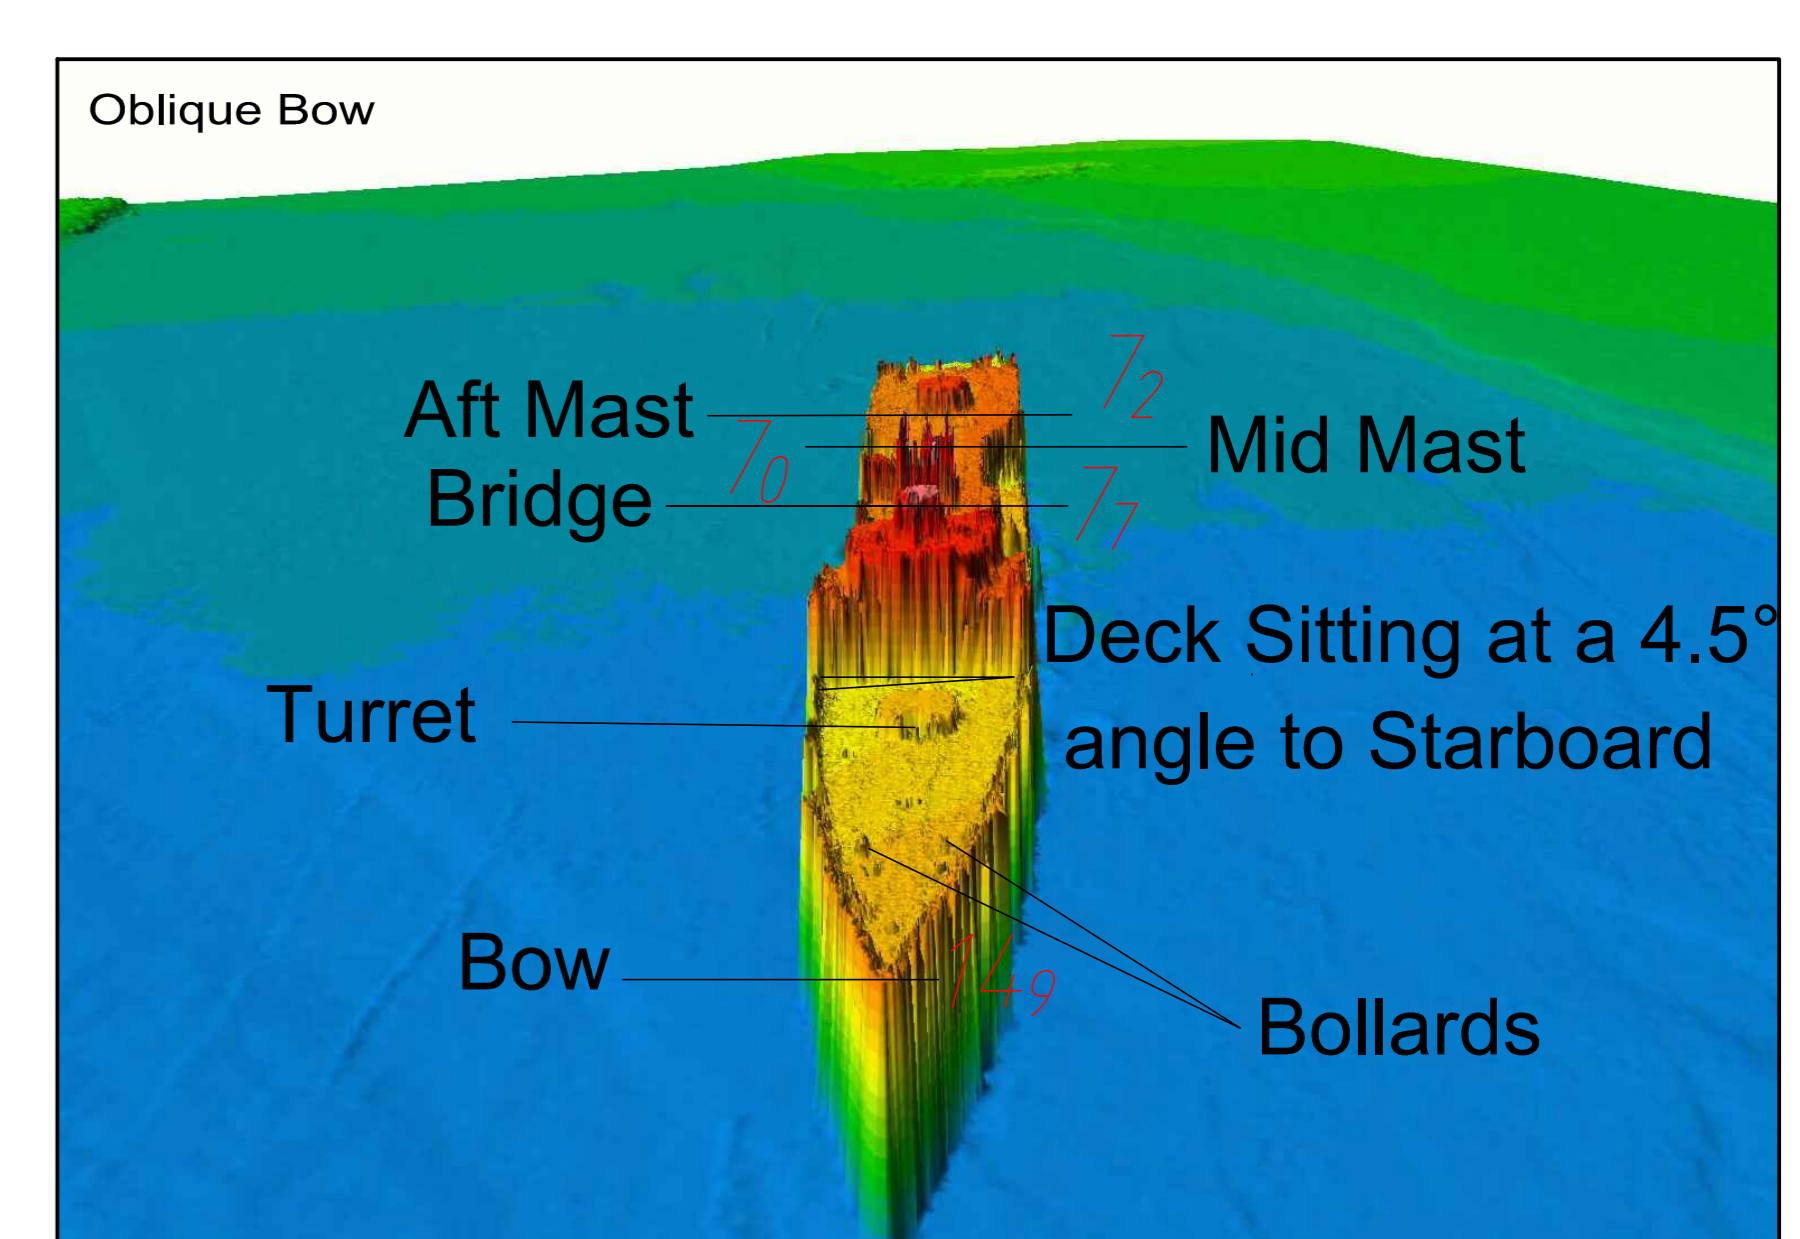 Oblique Bow
Aft Mast
7₂
7₀
Mid Mast
Bridge
7₇
Deck Sitting at a 4.5°
angle to Starboard
Turret
Bow
14₉
Bollards